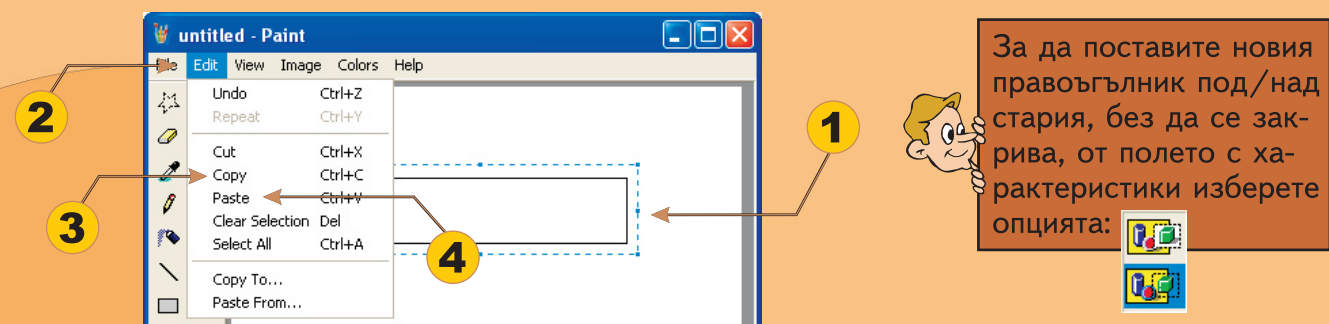 untitled - Paint
File Edit View Image Colors Help
Undo Ctrl+Z
Repeat Ctrl+Y
Cut Ctrl+X
Copy Ctrl+C
Paste Ctrl+V
Clear Selection Del
Select All Ctrl+A
Copy To...
Paste From...
1
2
3
4
За да поставите новия
правоъгълник под/над
стария, без да се зак-
рива, от полето с ха-
рактеристики изберете
опцията: